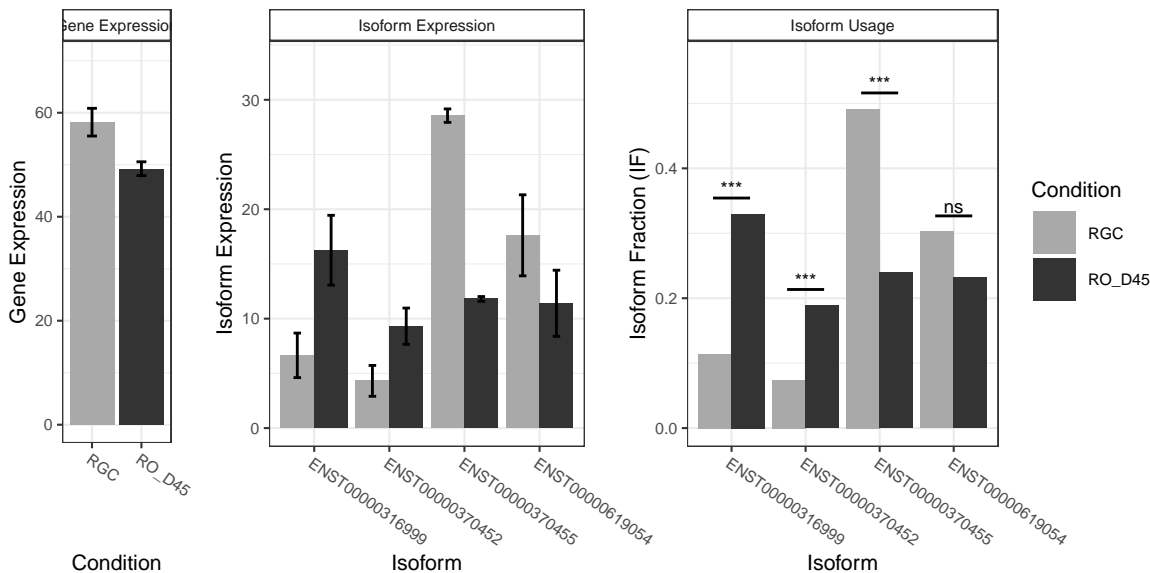 Gene Expression
Gene Expression
60
40
20
0
RGC
RO_D45
Condition
Isoform Expression
Isoform Expression
30
20
10
0
ENST00000316999
ENST00000370452
ENST00000370455
ENST00000619054
Isoform
Isoform Usage
Isoform Fraction (IF)
0.4
0.2
0.0
***
***
***
ns
ENST00000316999
ENST00000370452
ENST00000370455
ENST00000619054
Isoform
Condition
RGC
RO_D45